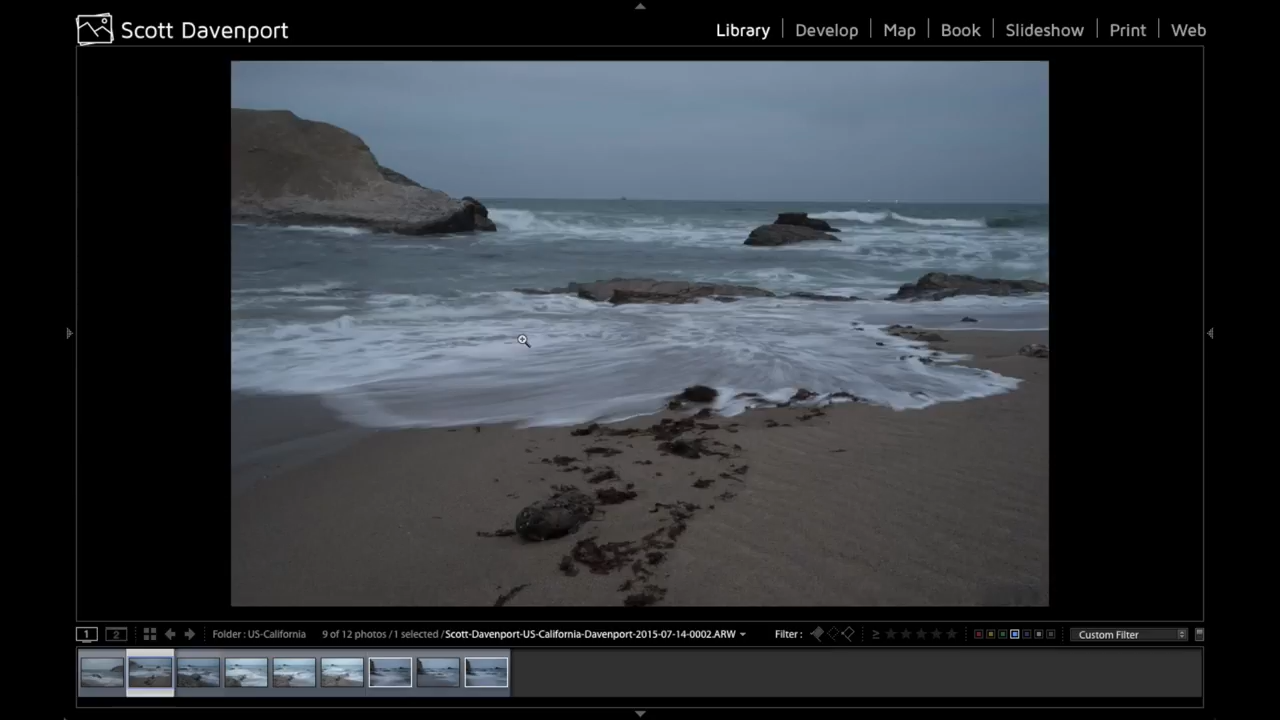 Scott Davenport
Library | Develop | Map | Book | Slideshow | Print | Web
1 2 Folder : US-California 9 of 12 photos / 1 selected / Scott-Davenport-US-California-Davenport-2015-07-14-0002.ARW Filter : ≥ Custom Filter